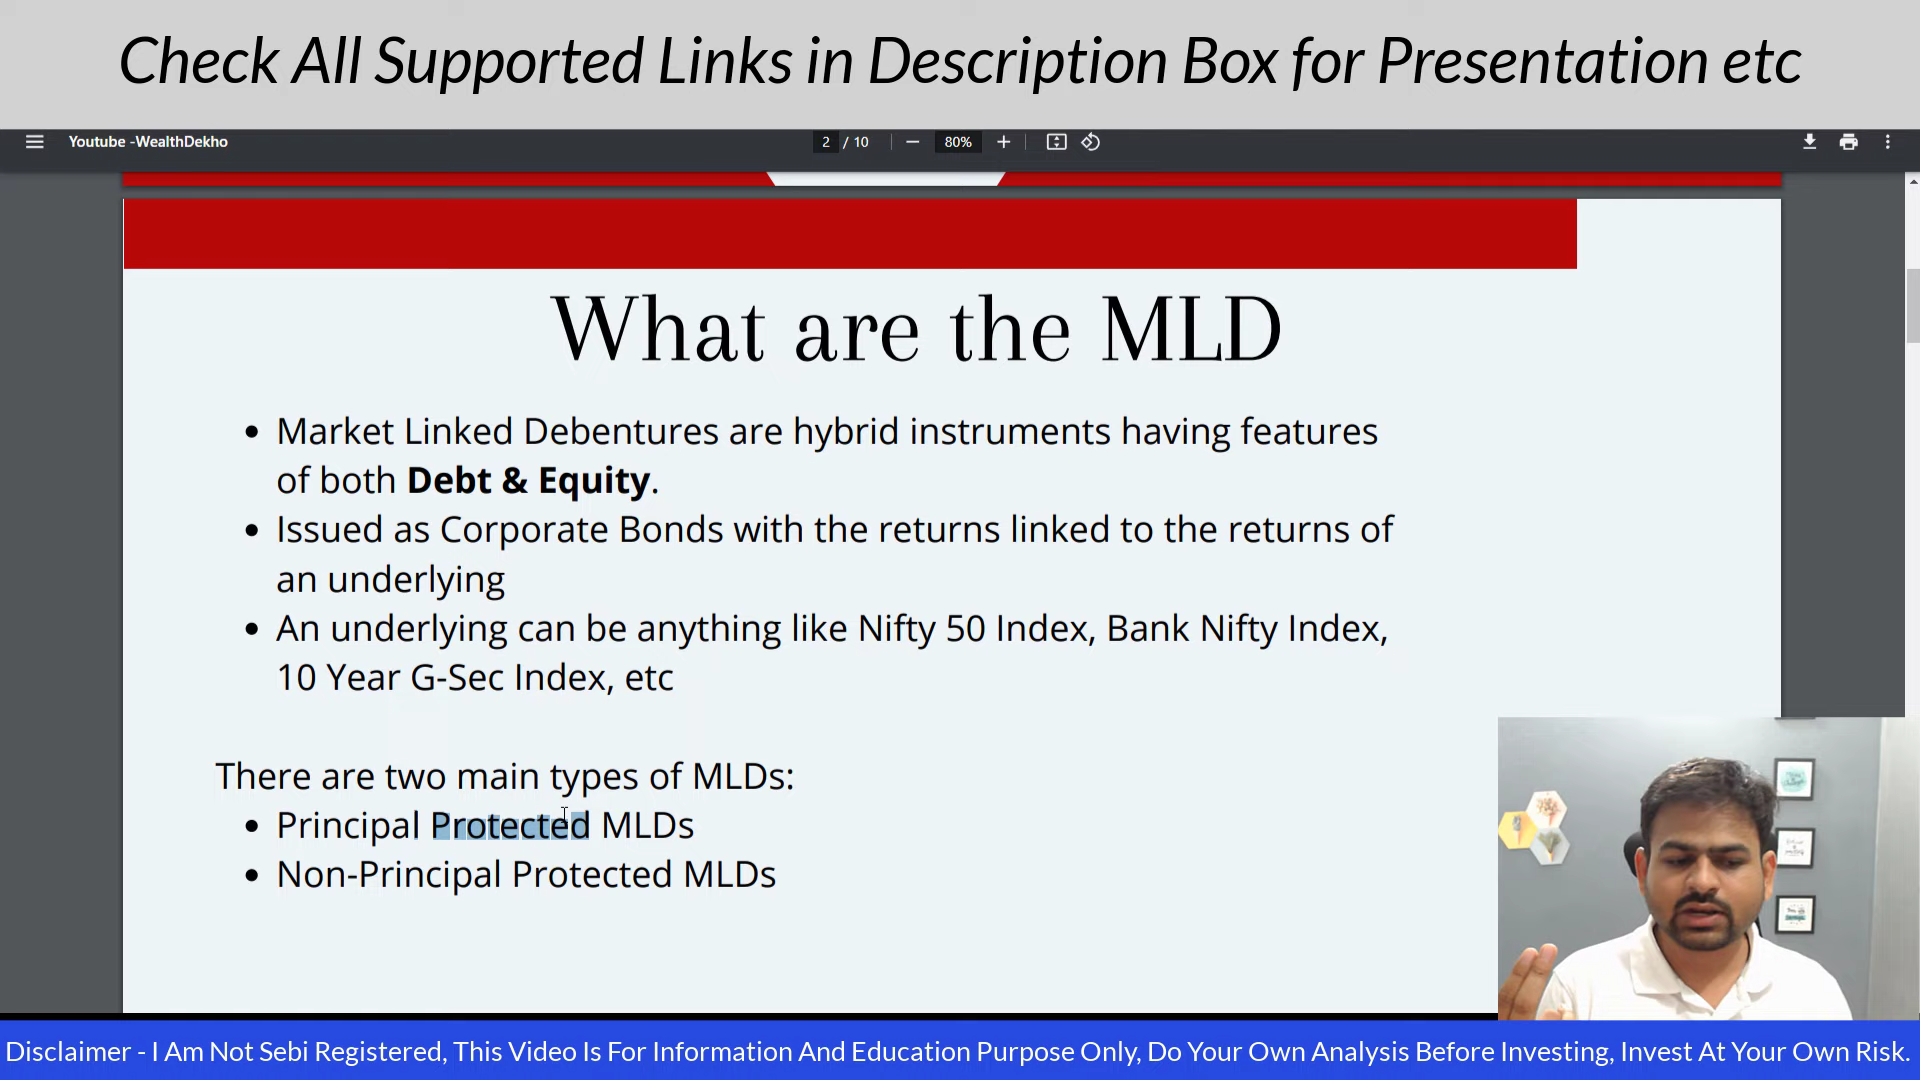 Check All Supported Links in Description Box for Presentation etc
Youtube -WealthDekho
2 / 10
80%
What are the MLD
• Market Linked Debentures are hybrid instruments having features
of both Debt & Equity.
• Issued as Corporate Bonds with the returns linked to the returns of
an underlying
• An underlying can be anything like Nifty 50 Index, Bank Nifty Index,
10 Year G-Sec Index, etc
There are two main types of MLDs:
• Principal Protected MLDs
• Non-Principal Protected MLDs
Disclaimer - I Am Not Sebi Registered, This Video Is For Information And Education Purpose Only, Do Your Own Analysis Before Investing, Invest At Your Own Risk.